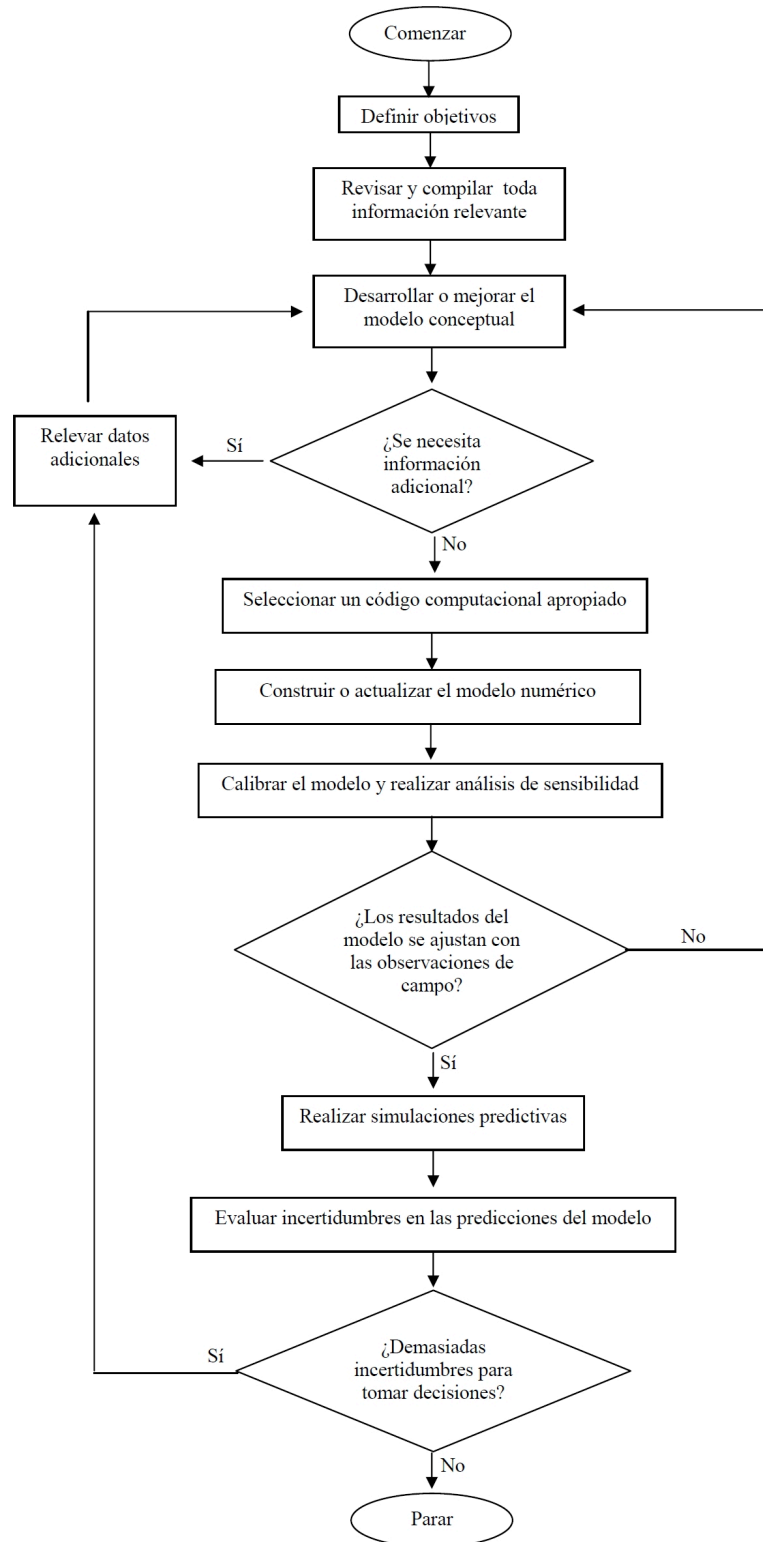 Comenzar
Definir objetivos
Revisar y compilar toda
información relevante
Desarrollar o mejorar el
modelo conceptual
Relevar datos
adicionales
Sí
¿Se necesita
información
adicional?
No
Seleccionar un código computacional apropiado
Construir o actualizar el modelo numérico
Calibrar el modelo y realizar análisis de sensibilidad
¿Los resultados del
modelo se ajustan con
las observaciones de
campo?
No
Sí
Realizar simulaciones predictivas
Evaluar incertidumbres en las predicciones del modelo
Sí
¿Demasiadas
incertidumbres para
tomar decisiones?
No
Parar